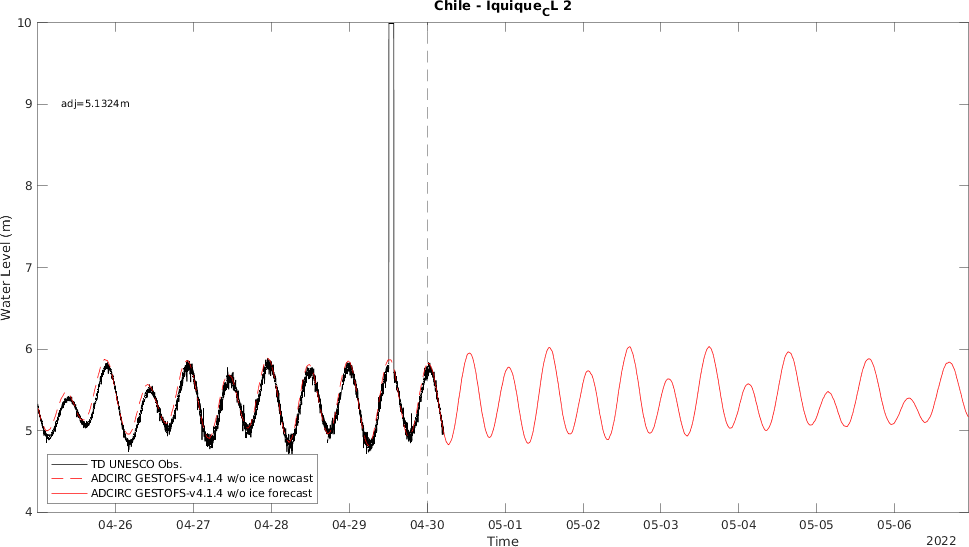 Chile - Iquique_CL 2
10
9
8
7
6
5
4
Water Level (m)
adj=5.1324m
TD UNESCO Obs.
ADCIRC GESTOFS-v4.1.4 w/o ice nowcast
ADCIRC GESTOFS-v4.1.4 w/o ice forecast
04-26 04-27 04-28 04-29 04-30 05-01 05-02 05-03 05-04 05-05 05-06
Time
2022